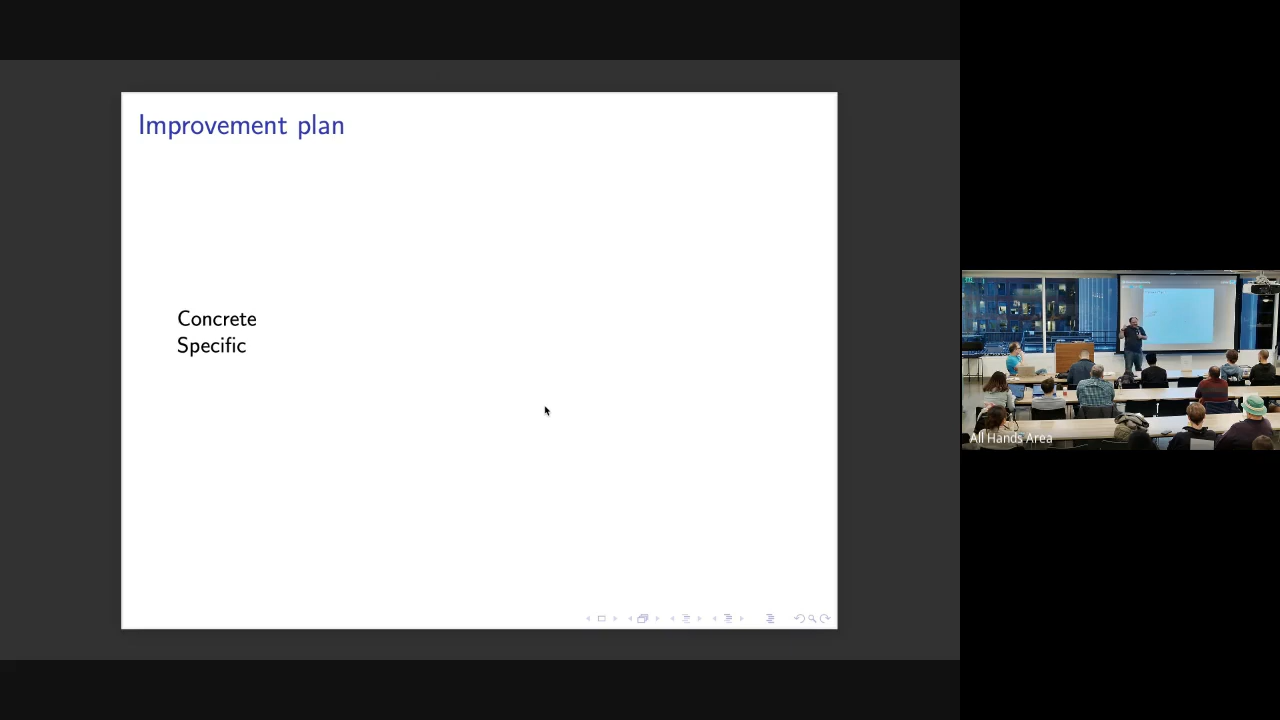 Improvement plan
Concrete
Specific
All Hands Area